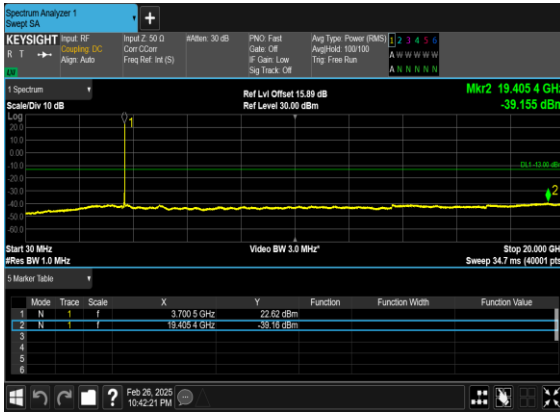 Spectrum Analyzer 1
Swept SA
+
KEYSIGHT Input: RF Input Z: 50 Ω #Atten: 30 dB PNO: Fast Avg Type: Power (RMS) 1 2 3 4 5 6
R T Coupling: DC Corr CCorr Gate: Off Avg|Hold: 100/100 A W W W W W
Align: Auto Freq Ref: Int (S) IF Gain: Low Trig: Free Run
Sig Track: Off A N N N N N
1 Spectrum
Ref Lvl Offset 15.89 dB Mkr2 19.405 4 GHz
Scale/Div 10 dB Ref Level 30.00 dBm -39.155 dBm
Log
20.0
10.0
0.00
-10.0
DL1 -13.00 dBm
-20.0
-30.0
-40.0
-50.0
-60.0
1
2
Start 30 MHz Video BW 3.0 MHz* Stop 20.000 GHz
#Res BW 1.0 MHz Sweep 34.7 ms (40001 pts)
5 Marker Table
Mode Trace Scale X Y Function Function Width Function Value
1 N 1 f 3.700 5 GHz 22.62 dBm
2 N 1 f 19.405 4 GHz -39.16 dBm
3
4
5
6
? Feb 26, 2025
10:42:21 PM